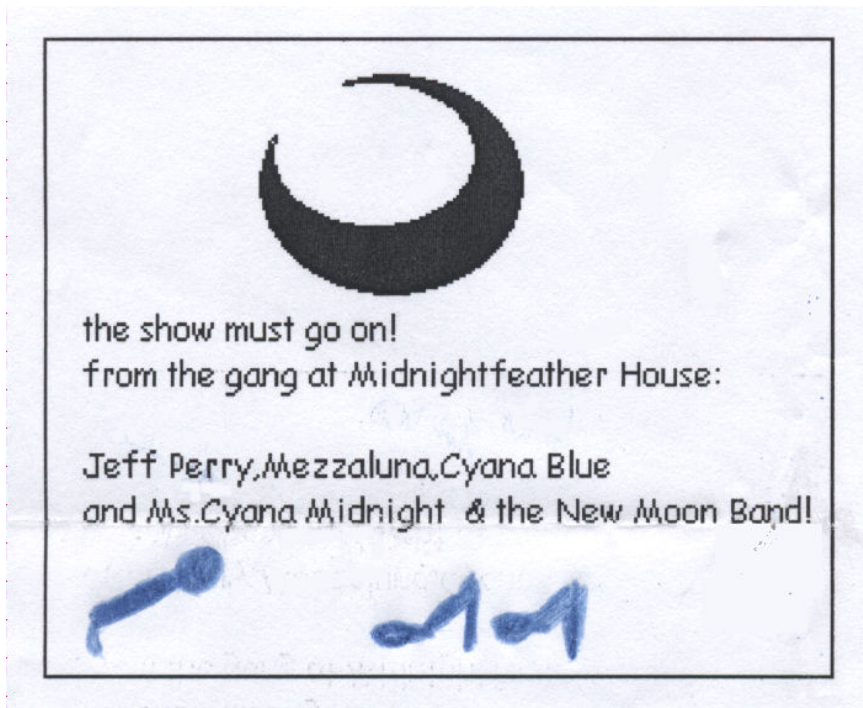 the show must go on!
from the gang at Midnightfeather House:
Jeff Perry,Mezzaluna,Cyana Blue
and Ms.Cyana Midnight & the New Moon Band!